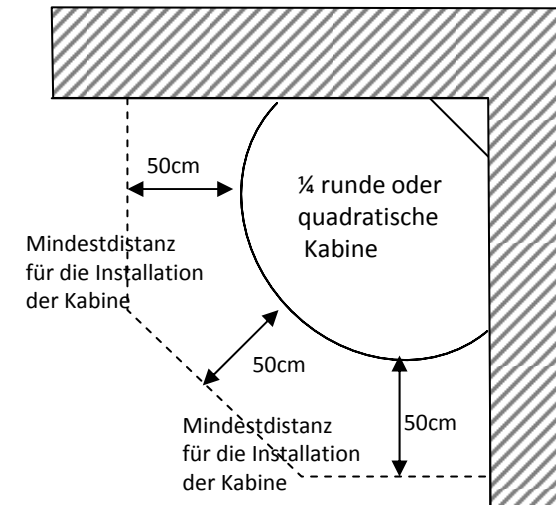 50cm
¼ runde oder
quadratische
Kabine
Mindestdistanz
für die Installation
der Kabine
50cm
Mindestdistanz
für die Installation
der Kabine
50cm